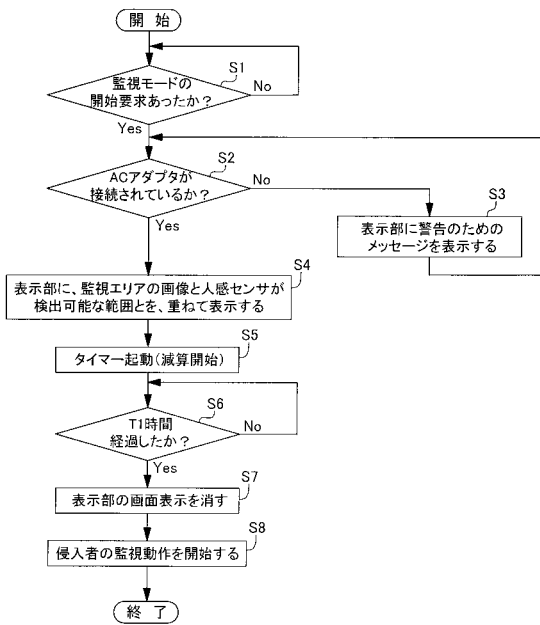 開 始
S1
監視モードの
開始要求あったか？
No
Yes
S2
ACアダプタが
接続されているか？
No
Yes
S3
表示部に警告のための
メッセージを表示する
S4
表示部に、監視エリアの画像と人感センサが
検出可能な範囲とを、重ねて表示する
S5
タイマー起動(減算開始)
S6
T1時間
経過したか？
No
Yes
S7
表示部の画面表示を消す
S8
侵入者の監視動作を開始する
終 了